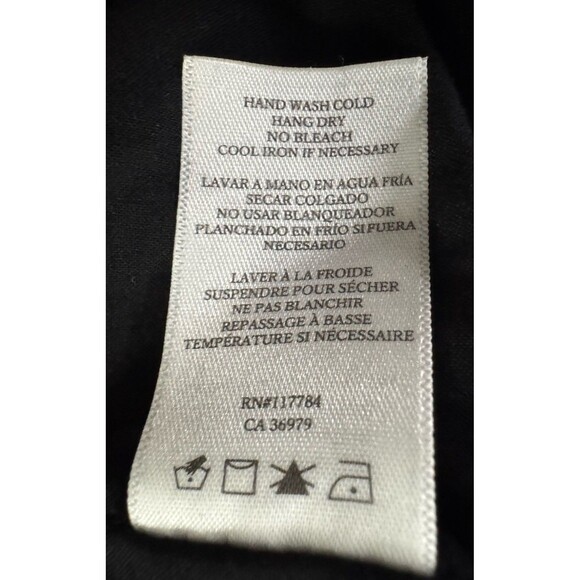 HAND WASH COLD
HANG DRY
NO BLEACH
COOL IRON IF NECESSARY
LAVAR A MANO EN AGUA FRÍA
SECAR COLGADO
NO USAR BLANQUEADOR
PLANCHADO EN FRÍO SI FUERA
NECESARIO
LAVER À LA FROIDE
SUSPENDRE POUR SÉCHER
NE PAS BLANCHIR
REPASSAGE À BASSE
TEMPÉRATURE SI NÉCESSAIRE
RN#117784
CA 36979